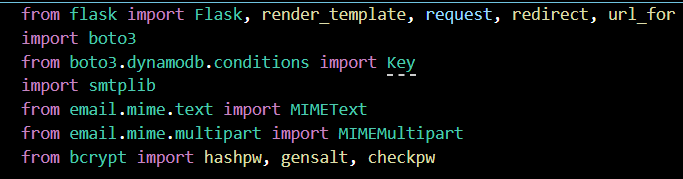 from flask import Flask, render_template, request, redirect, url_for
import boto3
from boto3.dynamodb.conditions import Key
import smtplib
from email.mime.text import MIMEText
from email.mime.multipart import MIMEMultipart
from bcrypt import hashpw, gensalt, checkpw